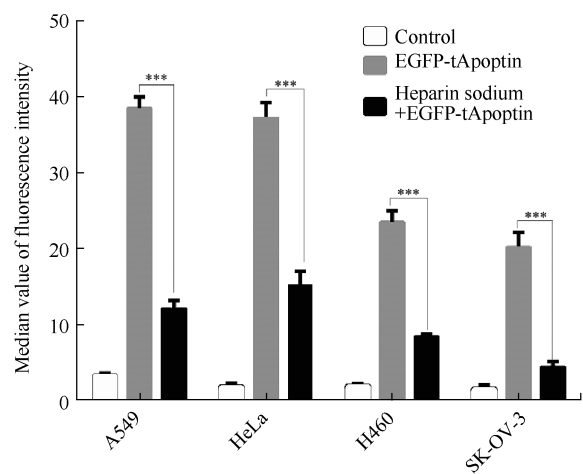 50
40
30
20
10
0
Median value of fluorescence intensity
Control
EGFP-tApoptin
Heparin sodium
+EGFP-tApoptin
***
***
***
***
A549
HeLa
H460
SK-OV-3